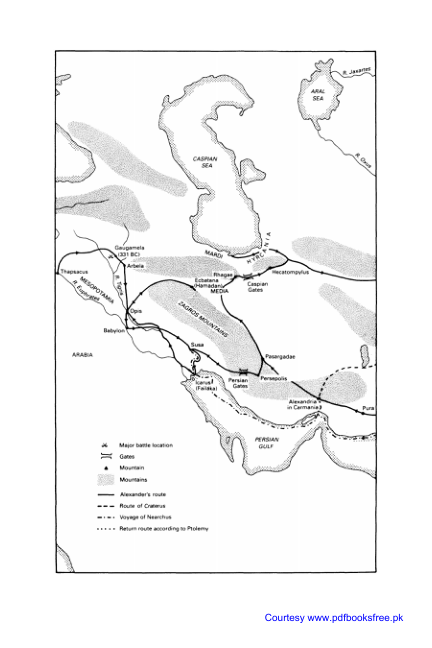 R. Jaxartes
ARAL
SEA
R. Oxus
CASPIAN
SEA
MARDI
HYRCANIA
Gaugamela
(331 BC)
Arbela
Thapsacus
MESOPOTAMIA
R. Euphrates
R. Tigris
Rhagae
Ecbatana
(Hamadan)
MEDIA
Caspian
Gates
Hecatompylus
Opis
ZAGROS MOUNTAINS
Babylon
Susa
ARABIA
Pasargadae
Persian
Gates
Persepolis
Icarus
(Failaka)
Alexandria
in Carmania
Pura
PERSIAN
GULF
Major battle location
Gates
Mountain
Mountains
Alexander's route
Route of Craterus
Voyage of Nearchus
Return route according to Ptolemy
Courtesy www.pdfbooksfree.pk